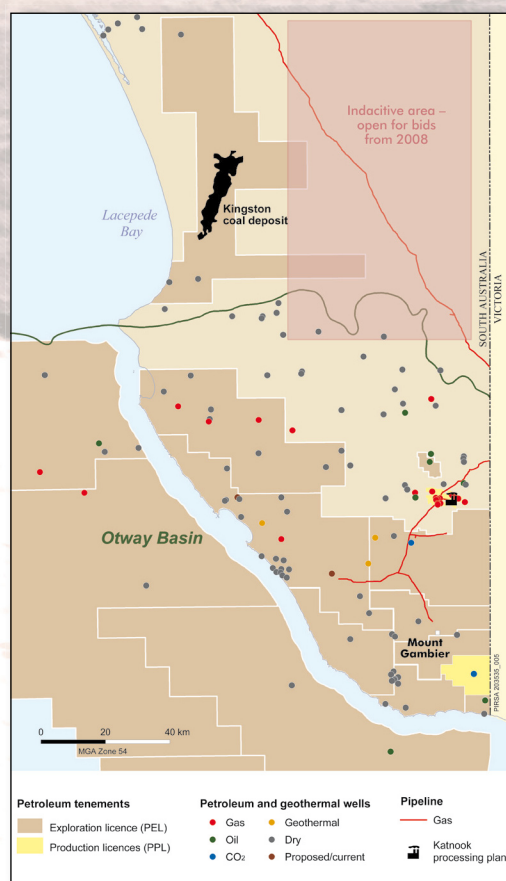 Indacitive area –
open for bids
from 2008
Lacepede
Bay
Kingston
coal deposit
SOUTH AUSTRALIA
VICTORIA
Otway Basin
Mount
Gambier
PIRSA 203535_005
0 20 40 km
MGA Zone 54
Petroleum tenements
Exploration licence (PEL)
Production licences (PPL)
Petroleum and geothermal wells
Gas
Oil
CO₂
Geothermal
Dry
Proposed/current
Pipeline
Gas
Katnook
processing plan